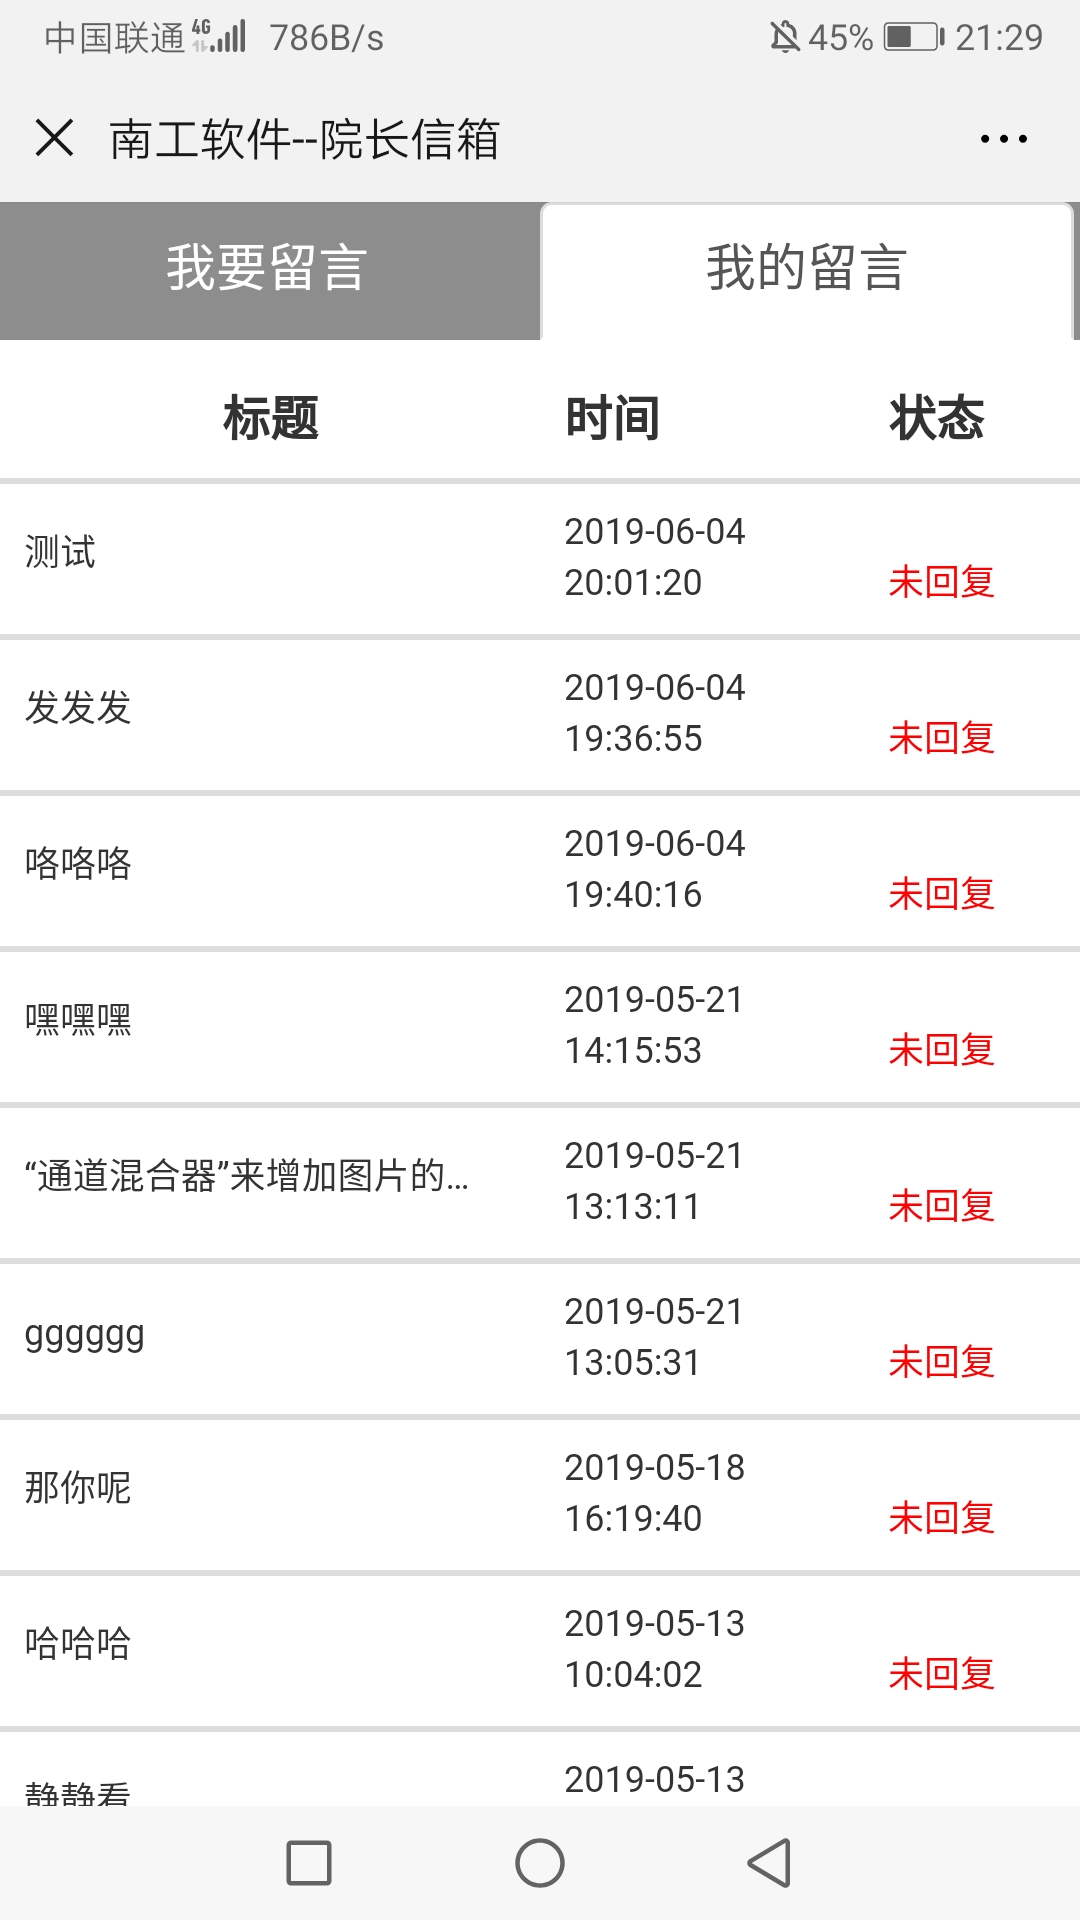 中国联通 4G 786B/s 45% 21:29
南工软件--院长信箱
我要留言 我的留言
标题 时间 状态
测试 2019-06-04
20:01:20 未回复
发发发 2019-06-04
19:36:55 未回复
咯咯咯 2019-06-04
19:40:16 未回复
嘿嘿嘿 2019-05-21
14:15:53 未回复
“通道混合器”来增加图片的... 2019-05-21
13:13:11 未回复
gggggg 2019-05-21
13:05:31 未回复
那你呢 2019-05-18
16:19:40 未回复
哈哈哈 2019-05-13
10:04:02 未回复
静静看 2019-05-13